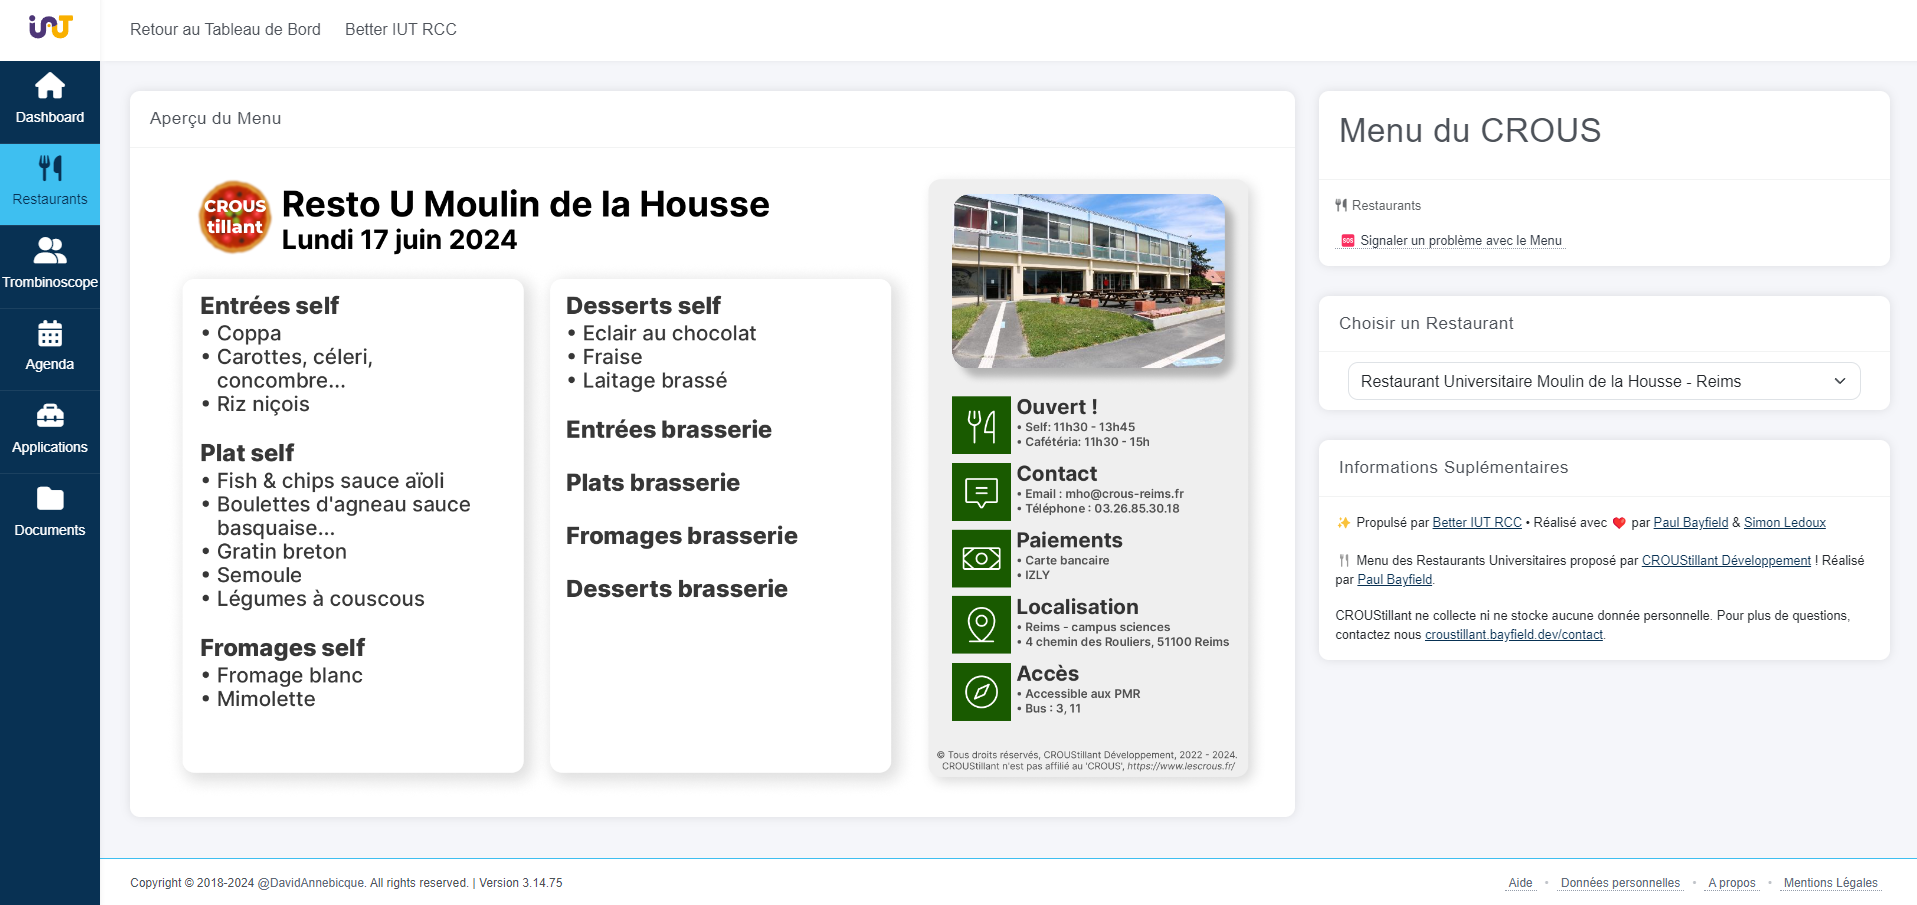 Retour au Tableau de Bord
Better IUT RCC
Dashboard
Restaurants
Trombinoscope
Agenda
Applications
Documents
Aperçu du Menu
CROUS
tillant
Resto U Moulin de la Housse
Lundi 17 juin 2024
Entrées self
• Coppa
• Carottes, céleri,
concombre...
• Riz niçois
Plat self
• Fish & chips sauce aïoli
• Boulettes d'agneau sauce
basquaise...
• Gratin breton
• Semoule
• Légumes à couscous
Fromages self
• Fromage blanc
• Mimolette
Desserts self
• Eclair au chocolat
• Fraise
• Laitage brassé
Entrées brasserie
Plats brasserie
Fromages brasserie
Desserts brasserie
Ouvert !
• Self: 11h30 - 13h45
• Cafétéria: 11h30 - 15h
Contact
• Email : mho@crous-reims.fr
• Téléphone : 03.26.85.30.18
Paiements
• Carte bancaire
• IZLY
Localisation
• Reims - campus sciences
• 4 chemin des Rouliers, 51100 Reims
Accès
• Accessible aux PMR
• Bus : 3, 11
© Tous droits réservés, CROUStillant Développement, 2022 - 2024.
CROUStillant n'est pas affilié au 'CROUS', https://www.lescrous.fr/
Menu du CROUS
Restaurants
SOS Signaler un problème avec le Menu
Choisir un Restaurant
Restaurant Universitaire Moulin de la Housse - Reims
Informations Suplémentaires
✨ Propulsé par Better IUT RCC • Réalisé avec ❤️ par Paul Bayfield & Simon Ledoux
🍴 Menu des Restaurants Universitaires proposé par CROUStillant Développement ! Réalisé
par Paul Bayfield.
CROUStillant ne collecte ni ne stocke aucune donnée personnelle. Pour plus de questions,
contactez nous croustillant.bayfield.dev/contact.
Copyright © 2018-2024 @DavidAnnebicque. All rights reserved. | Version 3.14.75
Aide • Données personnelles • A propos • Mentions Légales